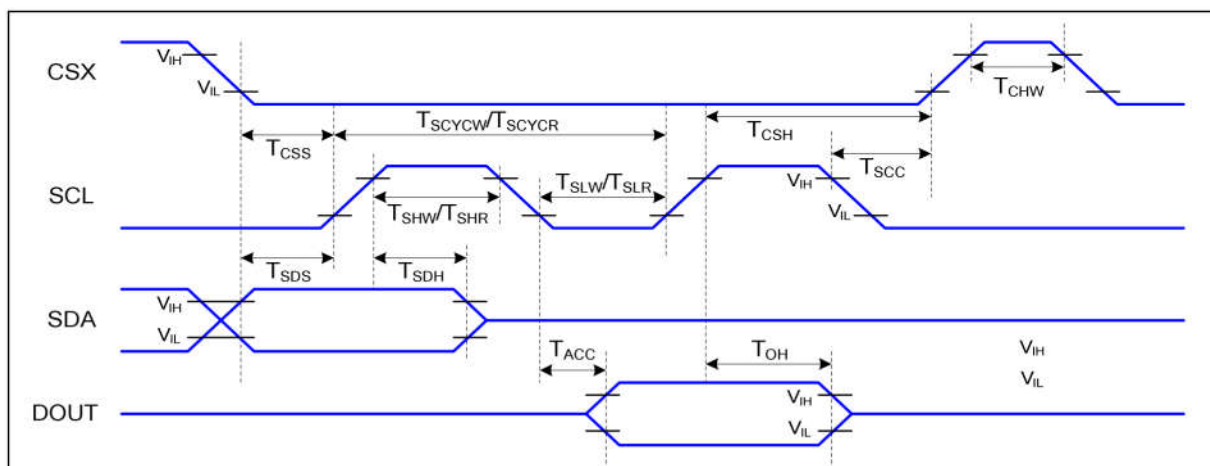 CSX
VIH
VIL
TCHW
TCSS
TSCYCW/TSCYCR
TCSH
TSCC
SCL
TSHW/TSHR
TSLW/TSLR
VIH
VIL
TSDS
TSDH
SDA
VIH
VIL
TACC
TOH
VIH
VIL
DOUT
VIH
VIL